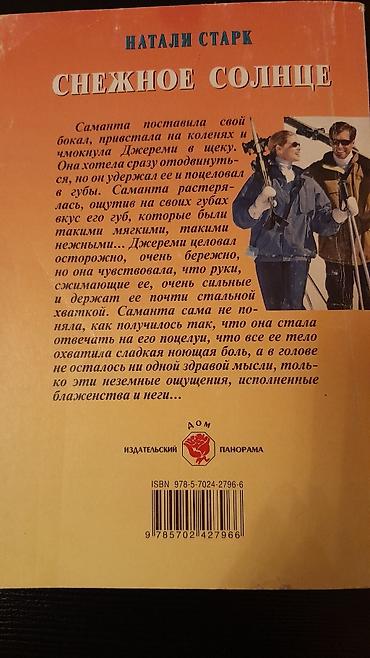 НАТАЛИ СТАРК
СНЕЖНОЕ СОЛНЦЕ
Саманта поставила свой
бокал, привстала на коленях и
чмокнула Джереми в щеку.
Она хотела сразу отодвинуть-
ся, но он удержал ее и поцеловал
в губы. Саманта растеря-
лась, ощутив на своих губах
вкус его губ, которые были
такими мягкими, такими
нежными... Джереми целовал
осторожно, очень бережно,
но она чувствовала, что руки,
сжимающие ее, очень сильные
и держат ее почти стальной
хваткой. Саманта сама не по-
няла, как получилось так, что она стала
отвечать на его поцелуи, что все ее тело
охватила сладкая ноющая боль, а в голове
не осталось ни одной здравой мысли, толь-
ко эти неземные ощущения, исполненные
блаженства и неги...
ДОМ
ИЗДАТЕЛЬСКИЙ ПАНОРАМА
ISBN 978-5-7024-2796-6
9 785702 427966